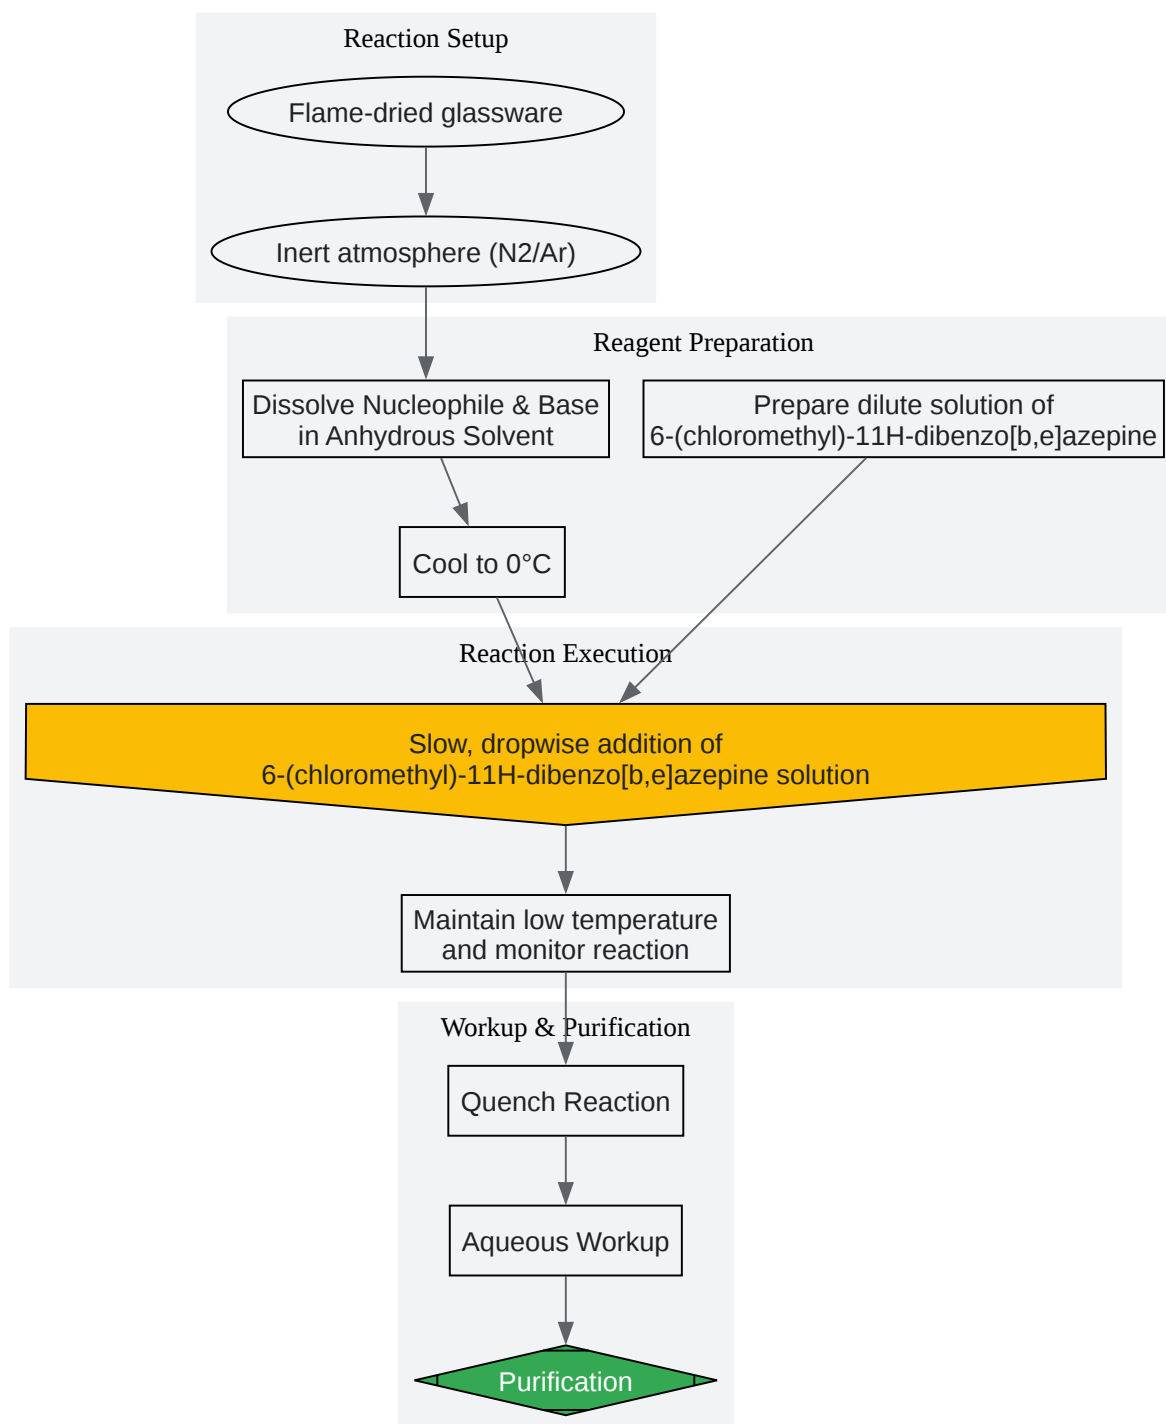 Reaction Setup
Flame-dried glassware
Inert atmosphere (N2/Ar)
Reagent Preparation
Dissolve Nucleophile & Base
in Anhydrous Solvent
Prepare dilute solution of
6-(chloromethyl)-11H-dibenzo[b,e]azepine
Cool to 0°C
Reaction Execution
Slow, dropwise addition of
6-(chloromethyl)-11H-dibenzo[b,e]azepine solution
Maintain low temperature
and monitor reaction
Workup & Purification
Quench Reaction
Aqueous Workup
Purification